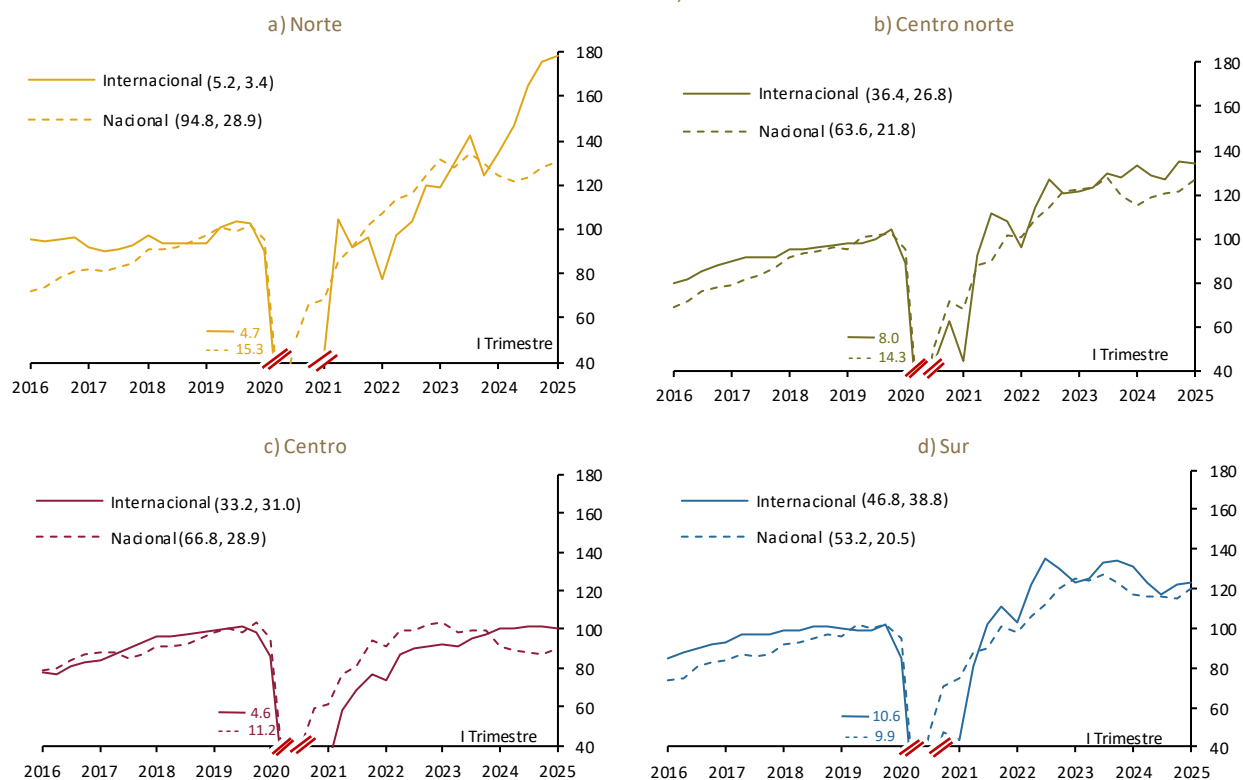 a) Norte
Internacional (5.2, 3.4)
Nacional (94.8, 28.9)
180
160
140
120
100
80
60
40
4.7
15.3
I Trimestre
2016 2017 2018 2019 2020 2021 2022 2023 2024 2025
b) Centro norte
Internacional (36.4, 26.8)
Nacional (63.6, 21.8)
180
160
140
120
100
80
60
40
8.0
14.3
I Trimestre
2016 2017 2018 2019 2020 2021 2022 2023 2024 2025
c) Centro
Internacional (33.2, 31.0)
Nacional (66.8, 28.9)
180
160
140
120
100
80
60
40
4.6
11.2
I Trimestre
2016 2017 2018 2019 2020 2021 2022 2023 2024 2025
d) Sur
Internacional (46.8, 38.8)
Nacional (53.2, 20.5)
180
160
140
120
100
80
60
40
10.6
9.9
I Trimestre
2016 2017 2018 2019 2020 2021 2022 2023 2024 2025